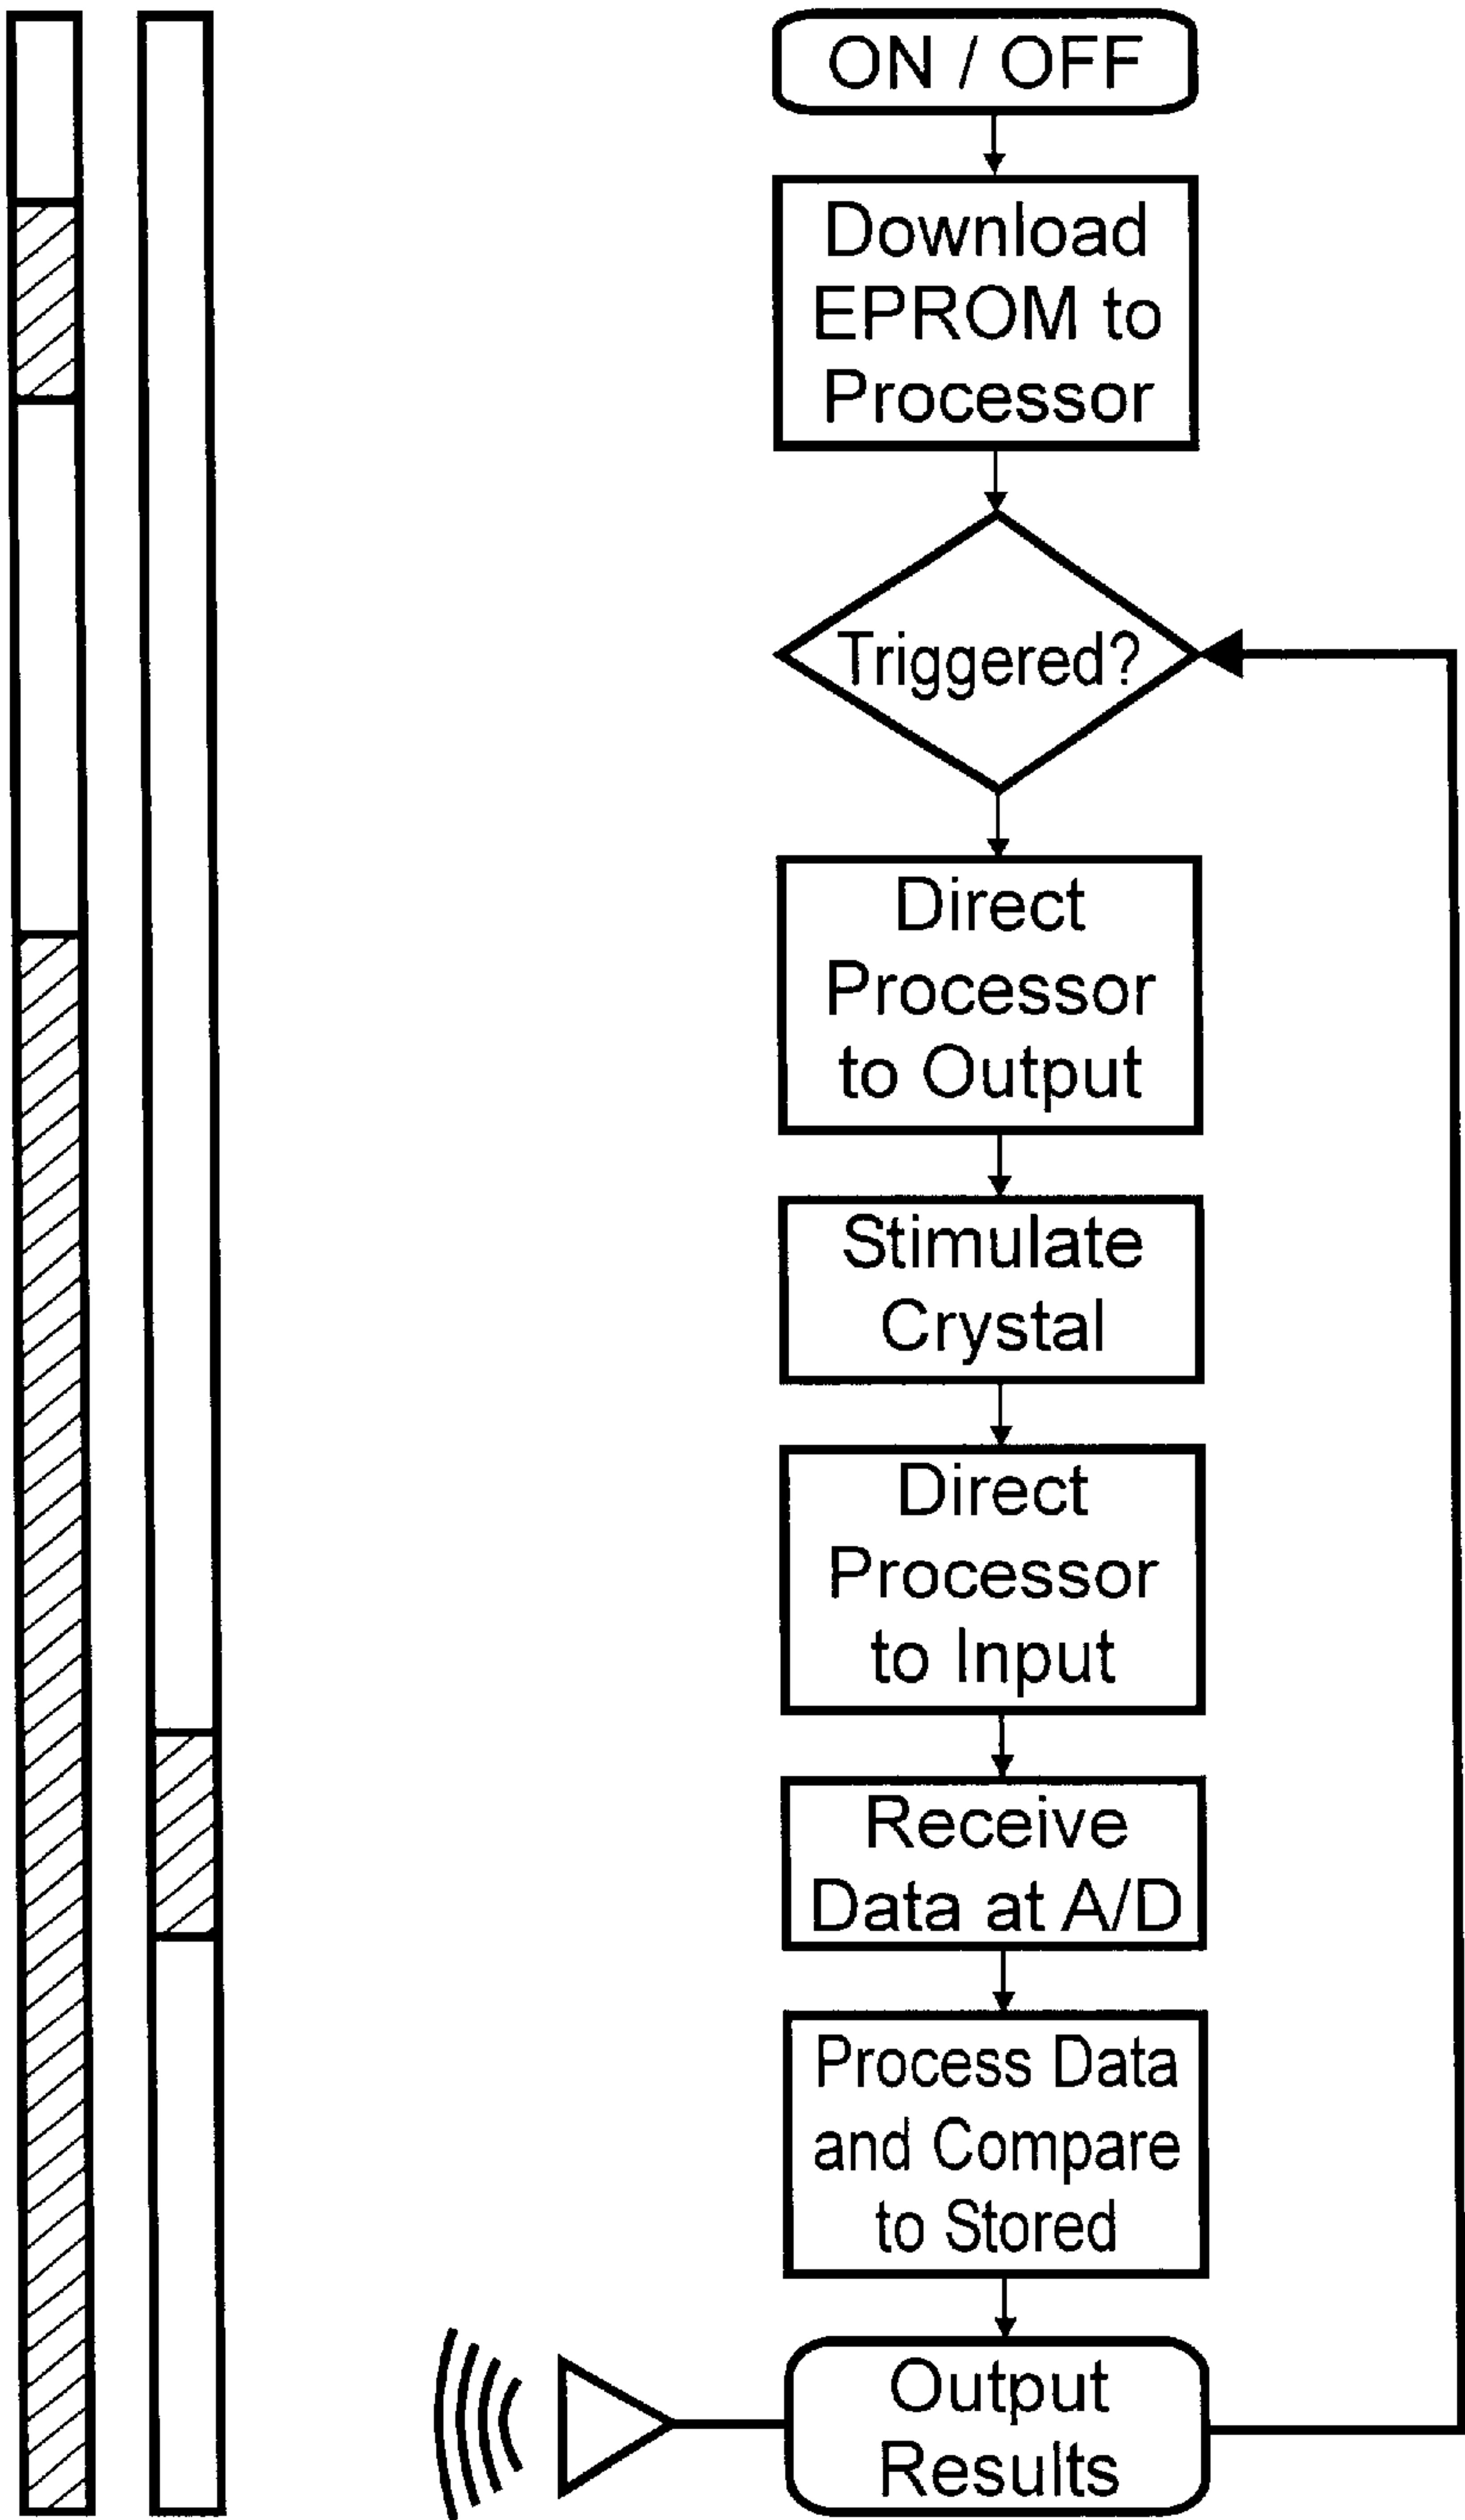 ON / OFF
Download
EPROM to
Processor
Triggered?
Direct
Processor
to Output
Stimulate
Crystal
Direct
Processor
to Input
Receive
Data at A/D
Process Data
and Compare
to Stored
Output
Results